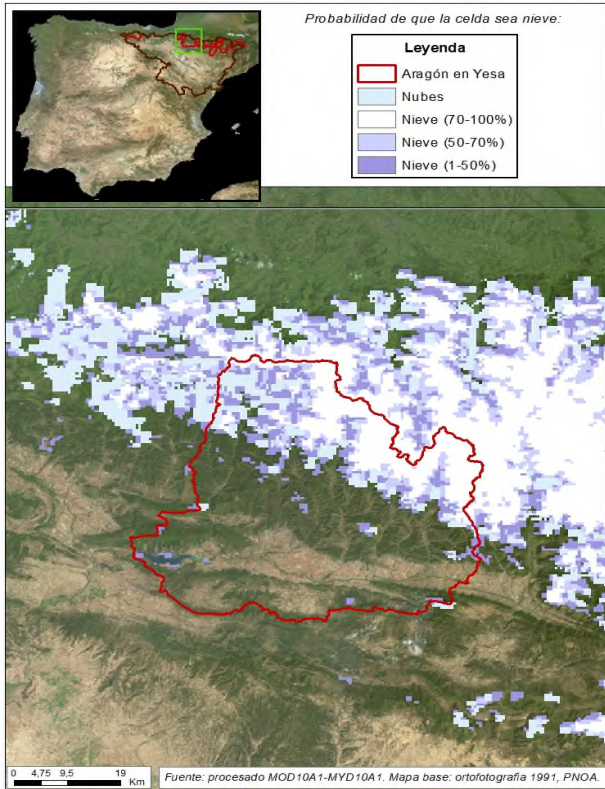 Probabilidad de que la celda sea nieve:
Leyenda
Aragón en Yesa
Nubes
Nieve (70-100%)
Nieve (50-70%)
Nieve (1-50%)
0 4,75 9,5 19
Km
Fuente: procesado MOD10A1-MYD10A1. Mapa base: ortofotografía 1991, PNOA.